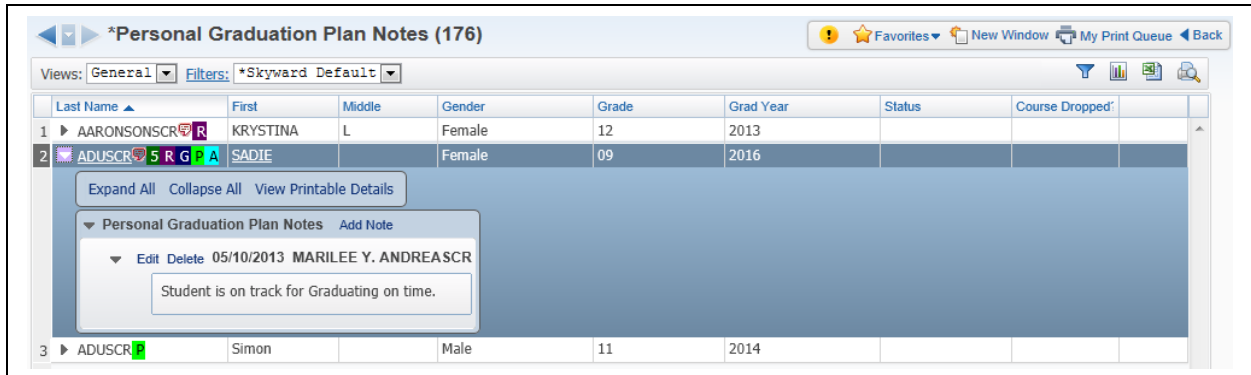 *Personal Graduation Plan Notes (176)
Favorites New Window My Print Queue Back
Views: General Filters: *Skyward Default
Last Name First Middle Gender Grade Grad Year Status Course Dropped?
1 AARONSONSCR R KRYSTINA L Female 12 2013
2 ADUSCR 5 R G P A SADIE Female 09 2016
Expand All Collapse All View Printable Details
Personal Graduation Plan Notes Add Note
Edit Delete 05/10/2013 MARILEE Y. ANDREASCR
Student is on track for Graduating on time.
3 ADUSCR P Simon Male 11 2014